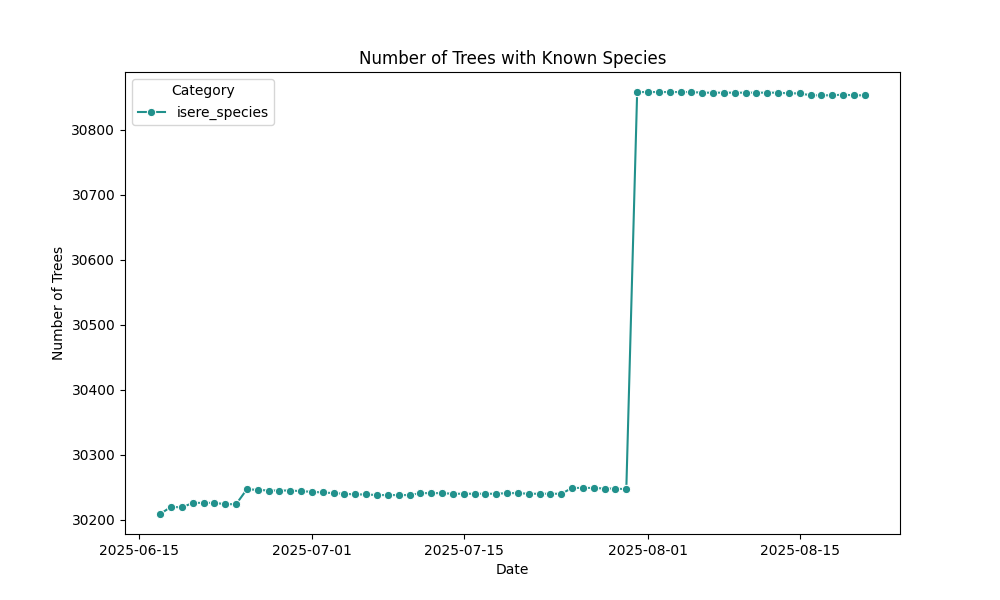 Number of Trees with Known Species
Category
isere_species
Number of Trees
30800
30700
30600
30500
30400
30300
30200
2025-06-15
2025-07-01
2025-07-15
2025-08-01
2025-08-15
Date